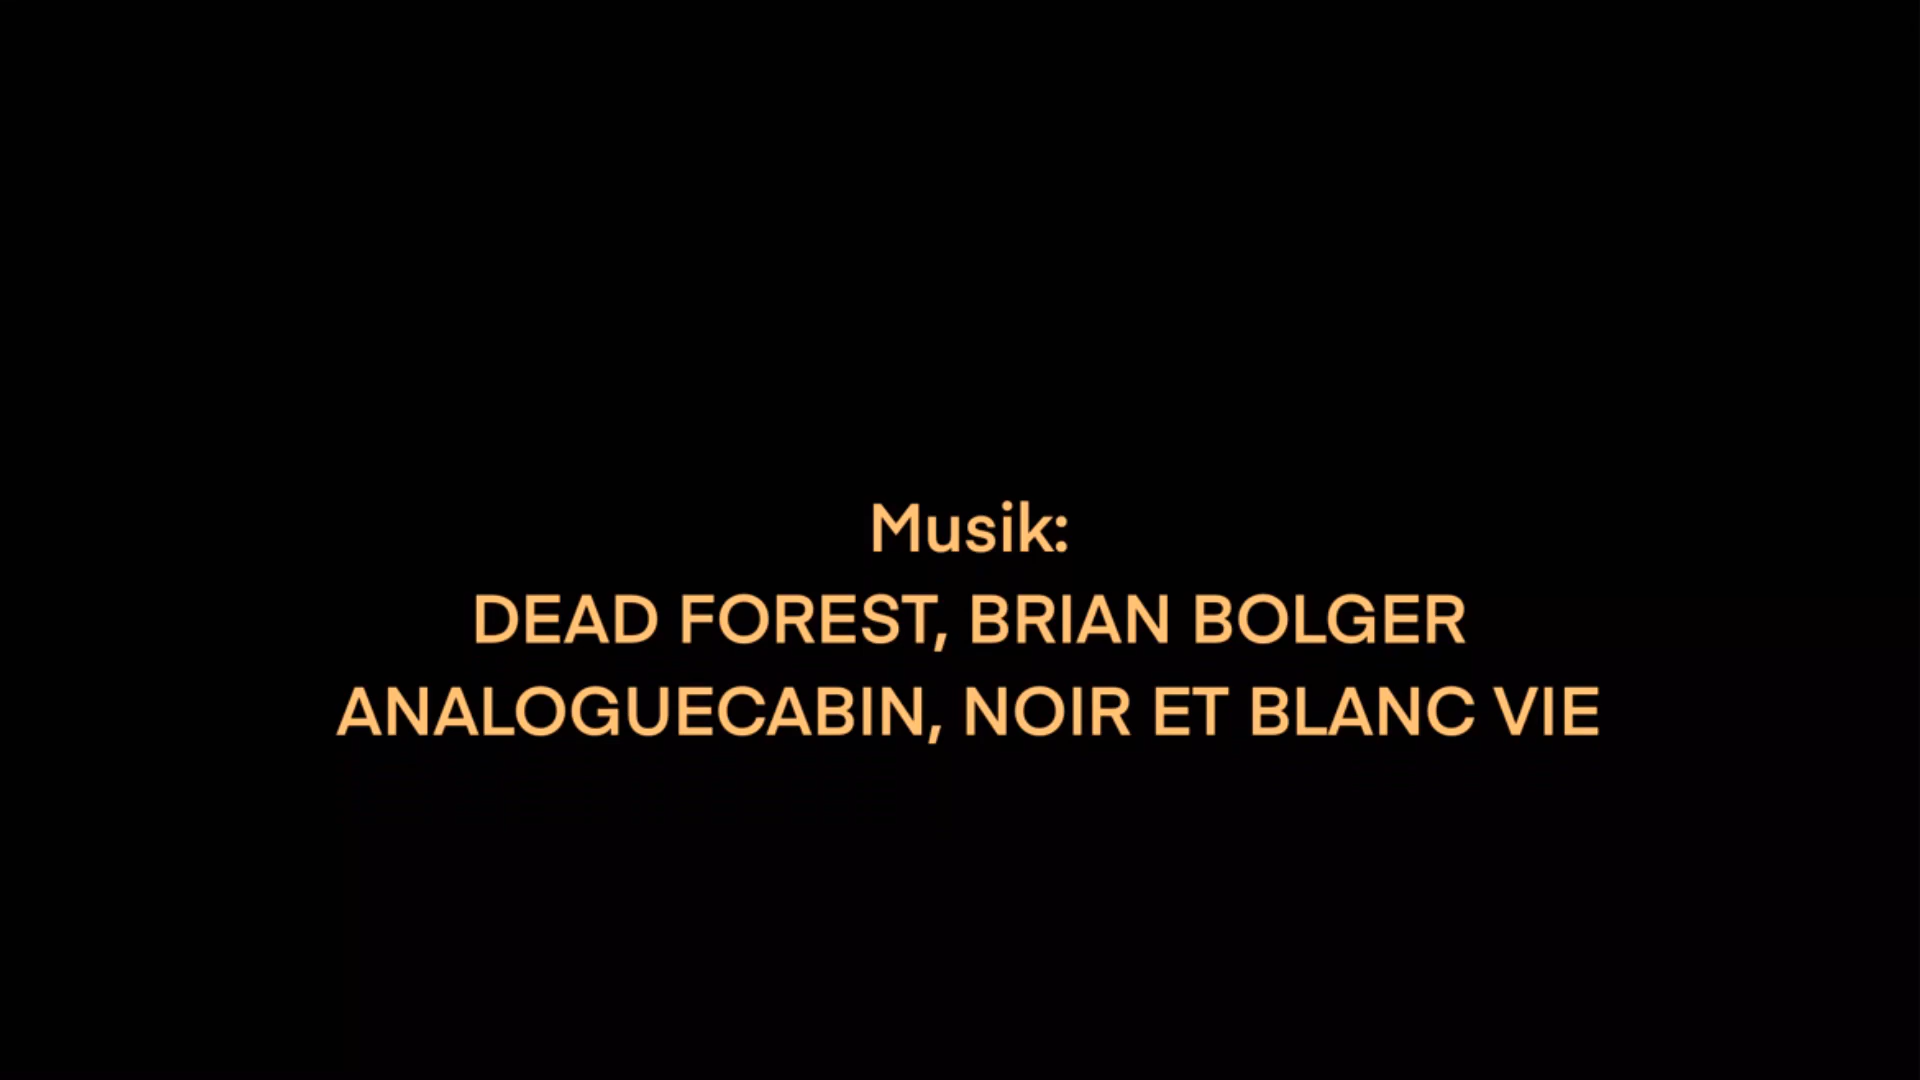 Musik:
DEAD FOREST, BRIAN BOLGER
ANALOGUECABIN, NOIR ET BLANC VIE